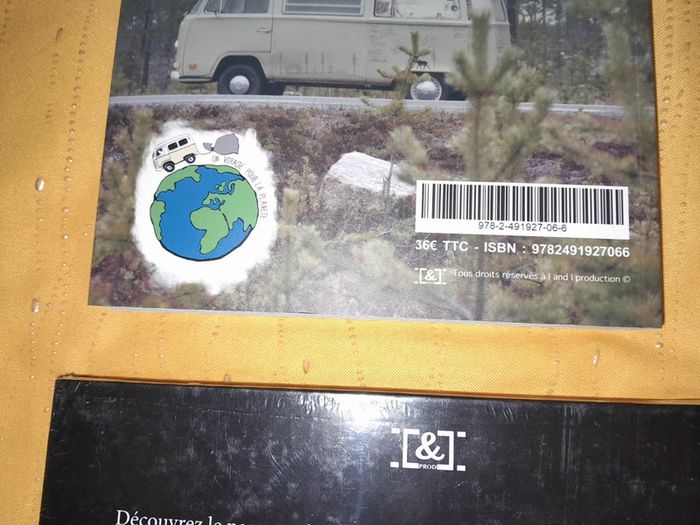 UN VOYAGE POUR LA PLANÈTE
978-2-491927-06-6
36€ TTC - ISBN : 9782491927066
[&] Tous droits réservés à I and I production ©
[&]
PROD
Découvrez le